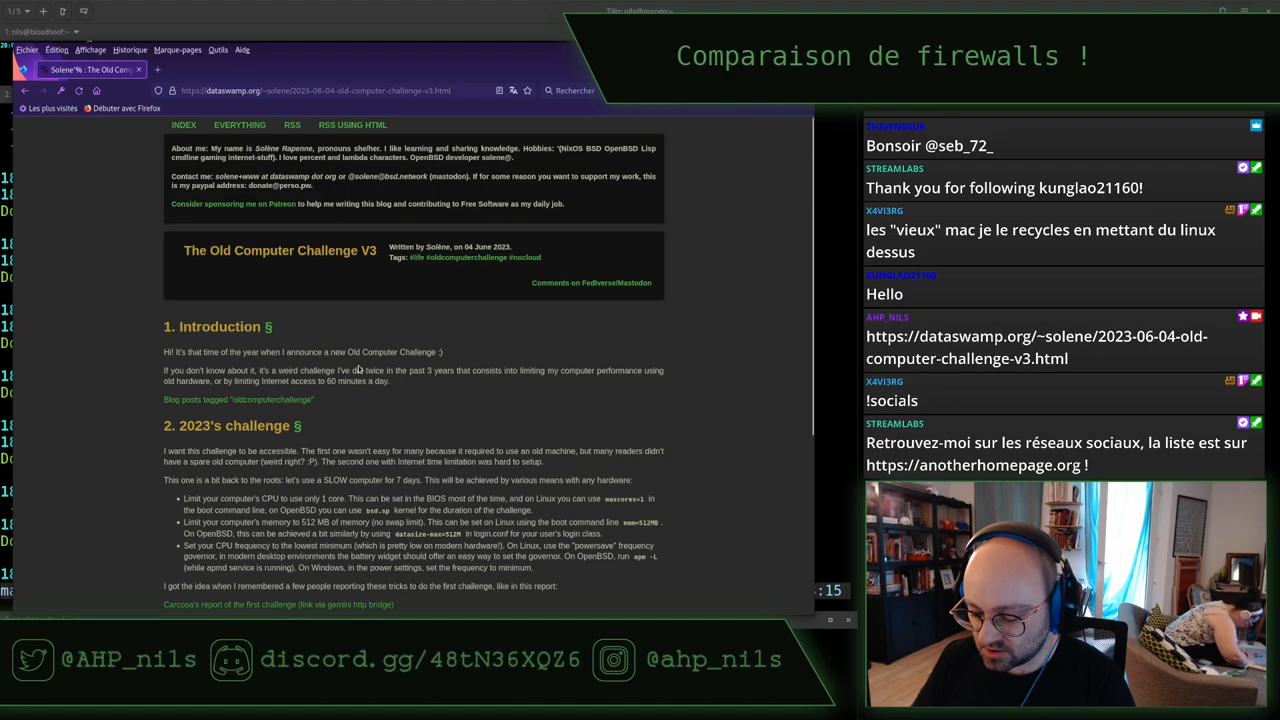 1 / 5
Tilix: nils@marvin:~
1: nils@bloodhoof:~
Comparaison de firewalls !
Fichier Édition Affichage Historique Marque-pages Outils Aide
Solene'% : The Old Com
https://dataswamp.org/~solene/2023-06-04-old-computer-challenge-v3.html
Rechercher
Les plus visités Débuter avec Firefox
INDEX EVERYTHING RSS RSS USING HTML
About me: My name is Solène Rapenne, pronouns she/her. I like learning and sharing knowledge. Hobbies: '(NixOS BSD OpenBSD Lisp
cmdline gaming internet-stuff). I love percent and lambda characters. OpenBSD developer solene@.
Contact me: solene+www at dataswamp dot org or @solene@bsd.network (mastodon). If for some reason you want to support my work, this
is my paypal address: donate@perso.pw.
Consider sponsoring me on Patreon to help me writing this blog and contributing to Free Software as my daily job.
The Old Computer Challenge V3
Written by Solène, on 04 June 2023.
Tags: #life #oldcomputerchallenge #nocloud
Comments on Fediverse/Mastodon
1. Introduction §
Hi! It's that time of the year when I announce a new Old Computer Challenge :)
If you don't know about it, it's a weird challenge I've did twice in the past 3 years that consists into limiting my computer performance using
old hardware, or by limiting Internet access to 60 minutes a day.
Blog posts tagged "oldcomputerchallenge"
2. 2023's challenge §
I want this challenge to be accessible. The first one wasn't easy for many because it required to use an old machine, but many readers didn't
have a spare old computer (weird right? :P). The second one with Internet time limitation was hard to setup.
This one is a bit back to the roots: let's use a SLOW computer for 7 days. This will be achieved by various means with any hardware:
• Limit your computer's CPU to use only 1 core. This can be set in the BIOS most of the time, and on Linux you can use maxcores=1 in
the boot command line, on OpenBSD you can use bsd.sp kernel for the duration of the challenge.
• Limit your computer's memory to 512 MB of memory (no swap limit). This can be set on Linux using the boot command line mem=512MB .
On OpenBSD, this can be achieved a bit similarly by using datasize-max=512M in login.conf for your user's login class.
• Set your CPU frequency to the lowest minimum (which is pretty low on modern hardware!). On Linux, use the "powersave" frequency
governor, in modern desktop environments the battery widget should offer an easy way to set the governor. On OpenBSD, run apm -L
(while apmd service is running). On Windows, in the power settings, set the frequency to minimum.
I got the idea when I remembered a few people reporting these tricks to do the first challenge, like in this report:
Carcosa's report of the first challenge (link via gemini http bridge)
:15
TH3V3NGEUR
Bonsoir @seb_72_
STREAMLABS
Thank you for following kunglao21160!
X4VI3RG
les "vieux" mac je le recycles en mettant du linux
dessus
KUNGLAO21160
Hello
AHP_NILS
https://dataswamp.org/~solene/2023-06-04-old-
computer-challenge-v3.html
X4VI3RG
!socials
STREAMLABS
Retrouvez-moi sur les réseaux sociaux, la liste est sur
https://anotherhomepage.org !
@AHP_nils discord.gg/48tN36XQZ6 @ahp_nils